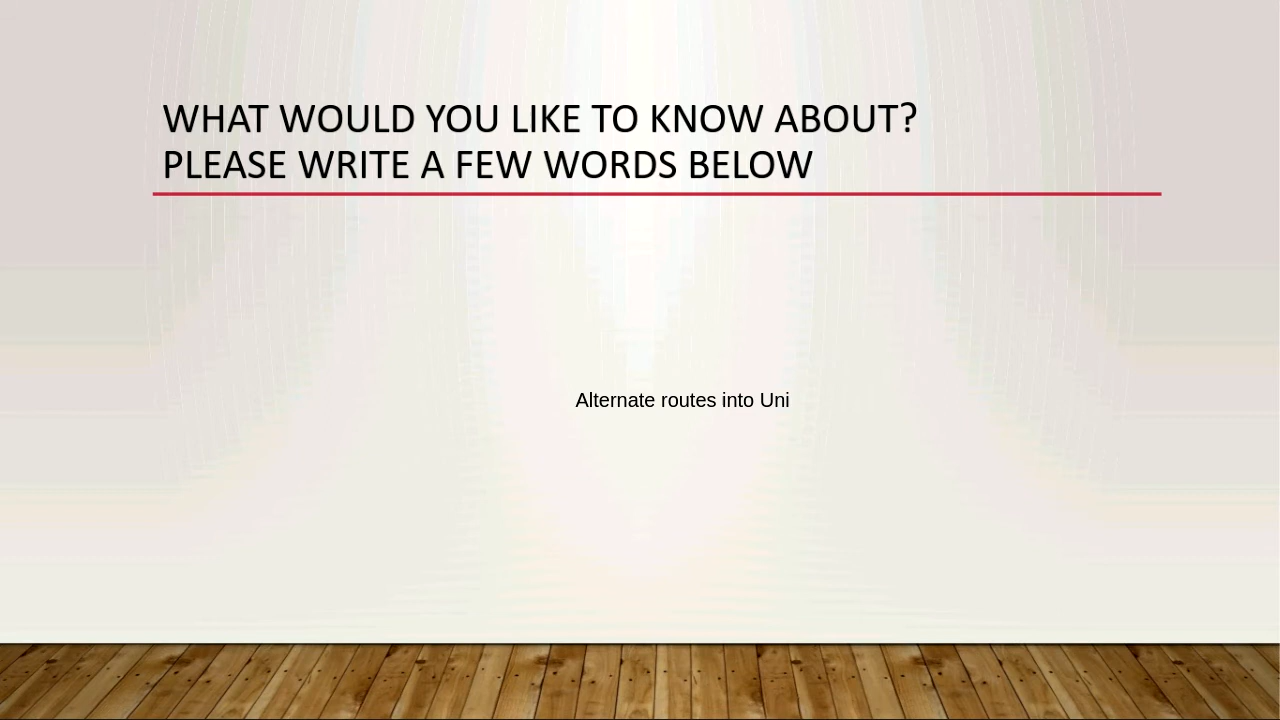 WHAT WOULD YOU LIKE TO KNOW ABOUT?
PLEASE WRITE A FEW WORDS BELOW
Alternate routes into Uni